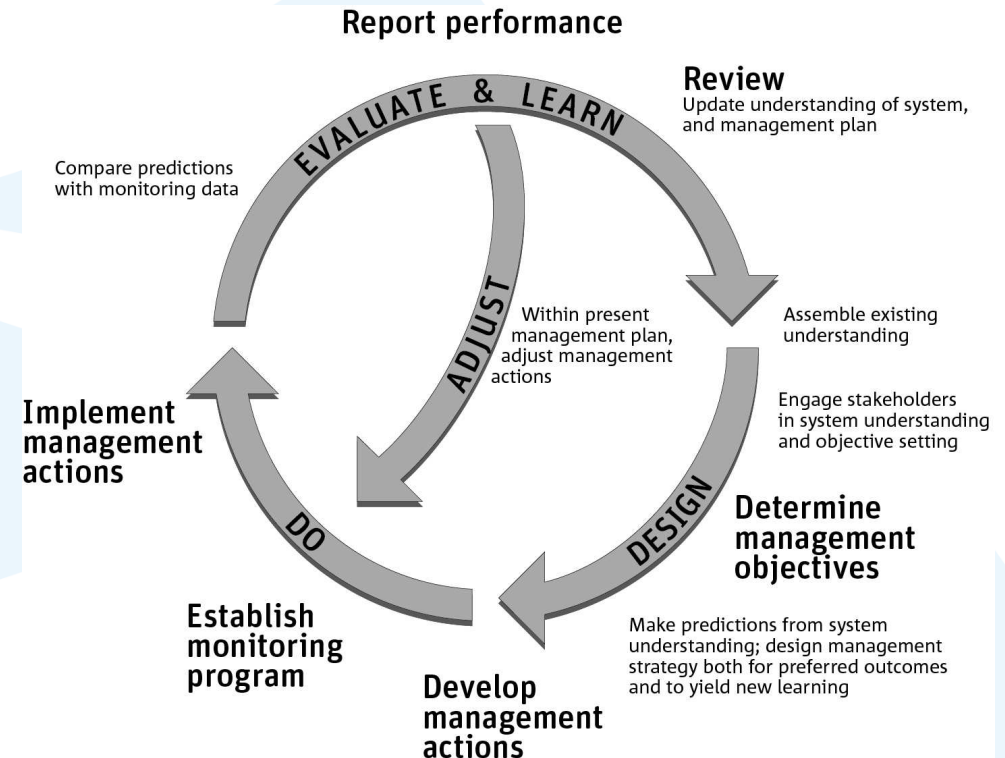 Report performance
EVALUATE & LEARN
Review
Update understanding of system,
and management plan
Compare predictions
with monitoring data
ADJUST
Within present
management plan,
adjust management
actions
Assemble existing
understanding
Engage stakeholders
in system understanding
and objective setting
DESIGN
Determine
management
objectives
Make predictions from system
understanding; design management
strategy both for preferred outcomes
and to yield new learning
Develop
management
actions
DO
Establish
monitoring
program
Implement
management
actions